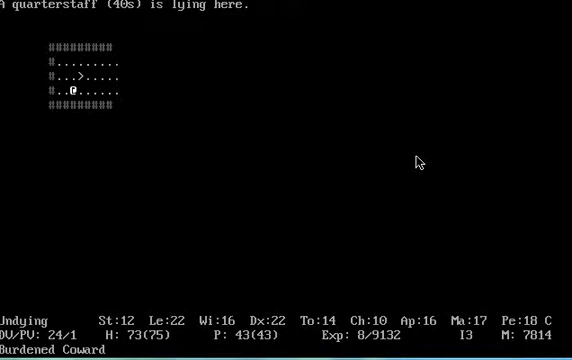 A quarterstaff (40s) is lying here.
#########
#.........
#...>.....
#..@......
#########
Undying St:12 Le:22 Wi:16 Dx:22 To:14 Ch:10 Ap:16 Ma:17 Pe:18 C
DV/PV: 24/1 H: 73(75) P: 43(43) Exp: 8/9132 I3 M: 7814
Burdened Coward